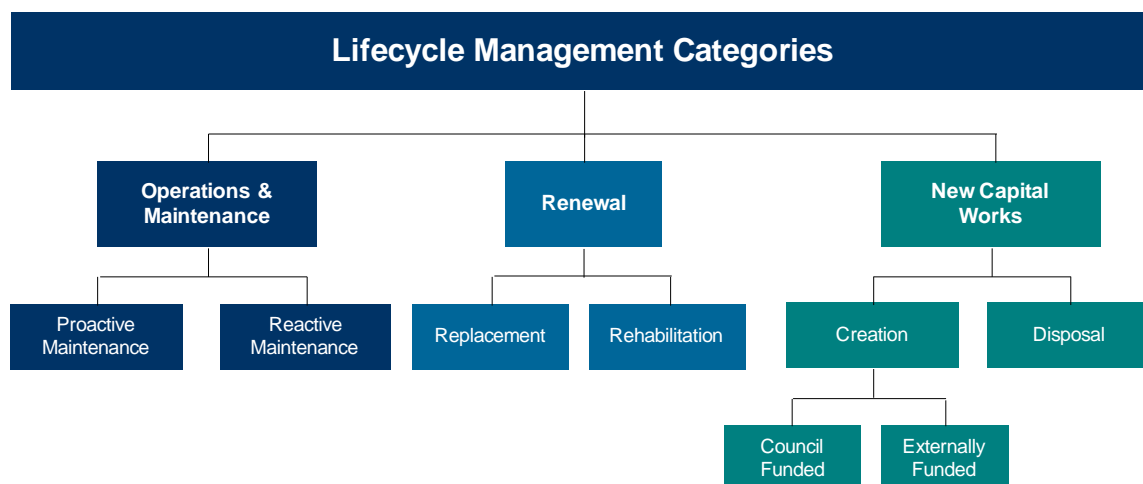 Lifecycle Management Categories
Operations &
Maintenance
Renewal
New Capital
Works
Proactive
Maintenance
Reactive
Maintenance
Replacement
Rehabilitation
Creation
Disposal
Council
Funded
Externally
Funded